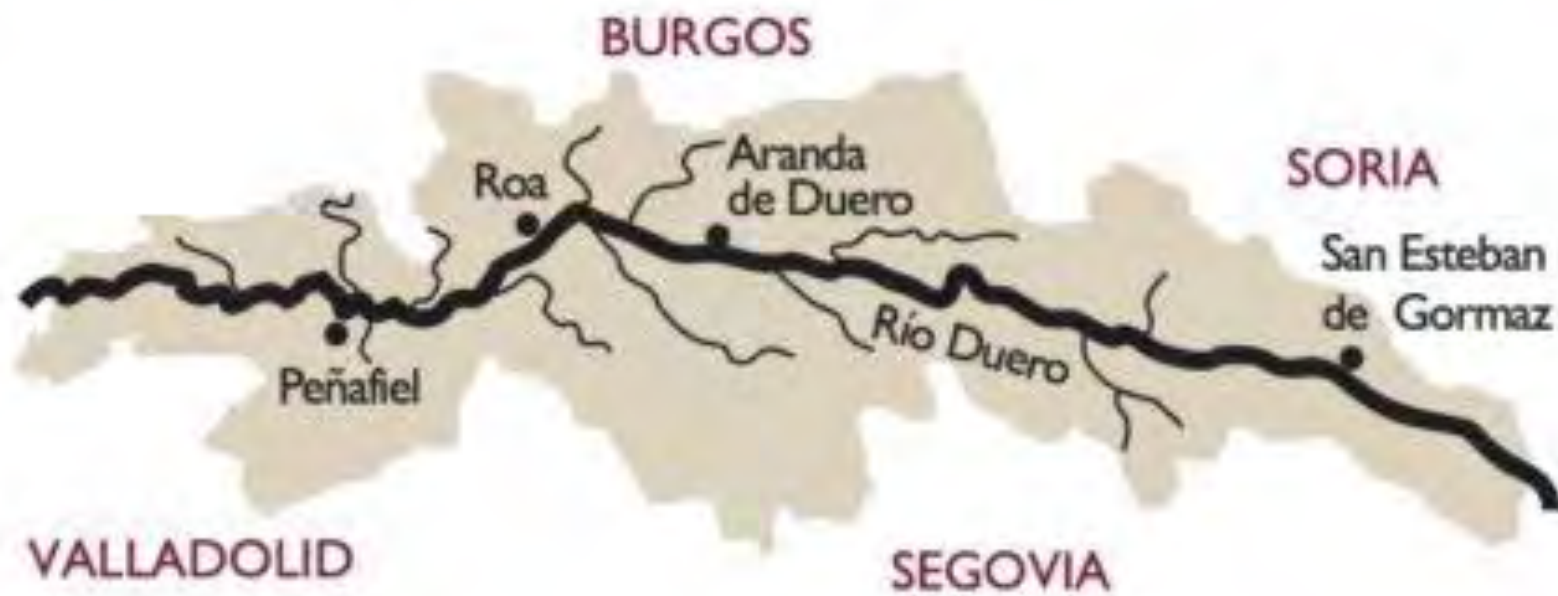 BURGOS
SORIA
Roa
Aranda
de Duero
San Esteban
de Gormaz
Río Duero
Peñafiel
VALLADOLID
SEGOVIA